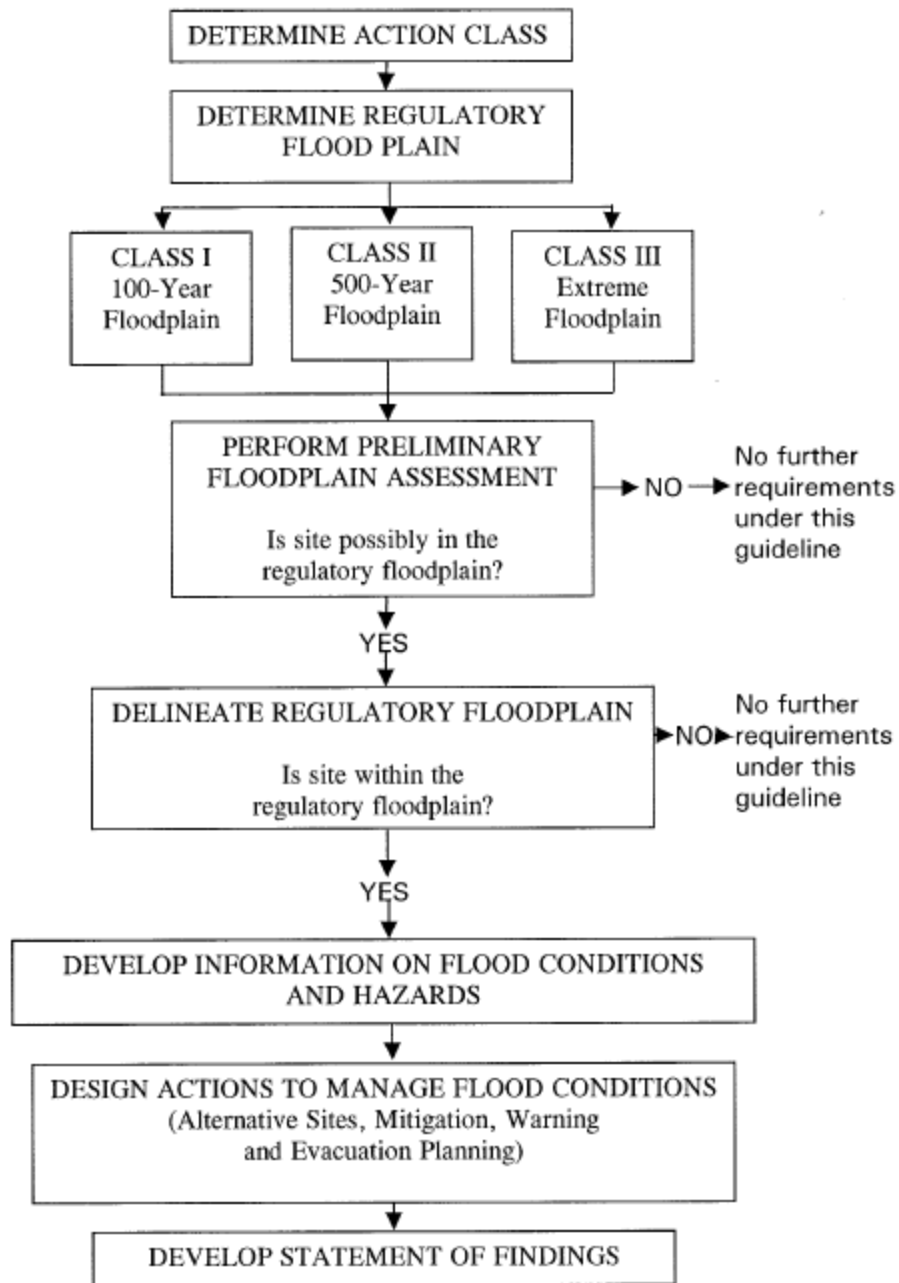 DETERMINE ACTION CLASS
DETERMINE REGULATORY
FLOOD PLAIN
CLASS I
100-Year
Floodplain
CLASS II
500-Year
Floodplain
CLASS III
Extreme
Floodplain
PERFORM PRELIMINARY
FLOODPLAIN ASSESSMENT
Is site possibly in the
regulatory floodplain?
NO
No further
requirements
under this
guideline
YES
DELINEATE REGULATORY FLOODPLAIN
Is site within the
regulatory floodplain?
NO
No further
requirements
under this
guideline
YES
DEVELOP INFORMATION ON FLOOD CONDITIONS
AND HAZARDS
DESIGN ACTIONS TO MANAGE FLOOD CONDITIONS
(Alternative Sites, Mitigation, Warning
and Evacuation Planning)
DEVELOP STATEMENT OF FINDINGS